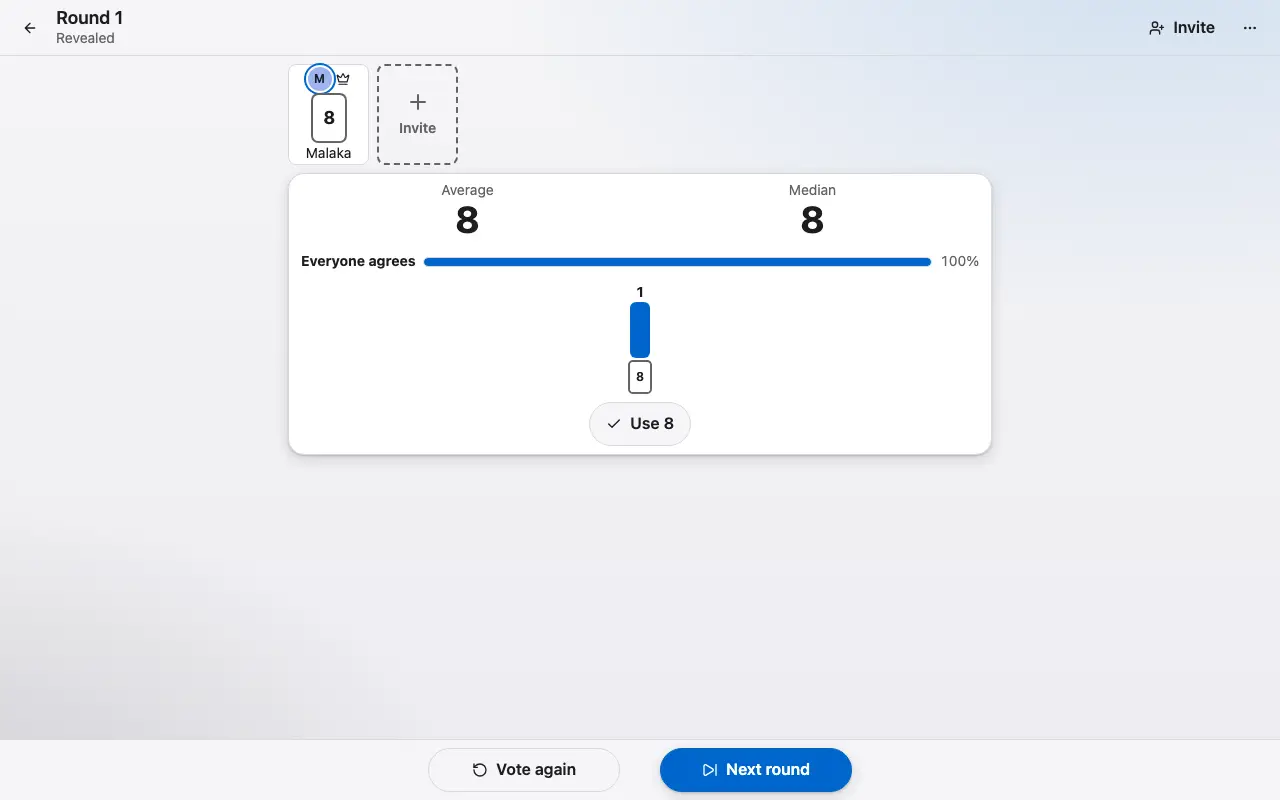 Round 1
Revealed
Invite
M
8
Malaka
Invite
Average
8
Median
8
Everyone agrees
100%
1
8
Use 8
Vote again
Next round